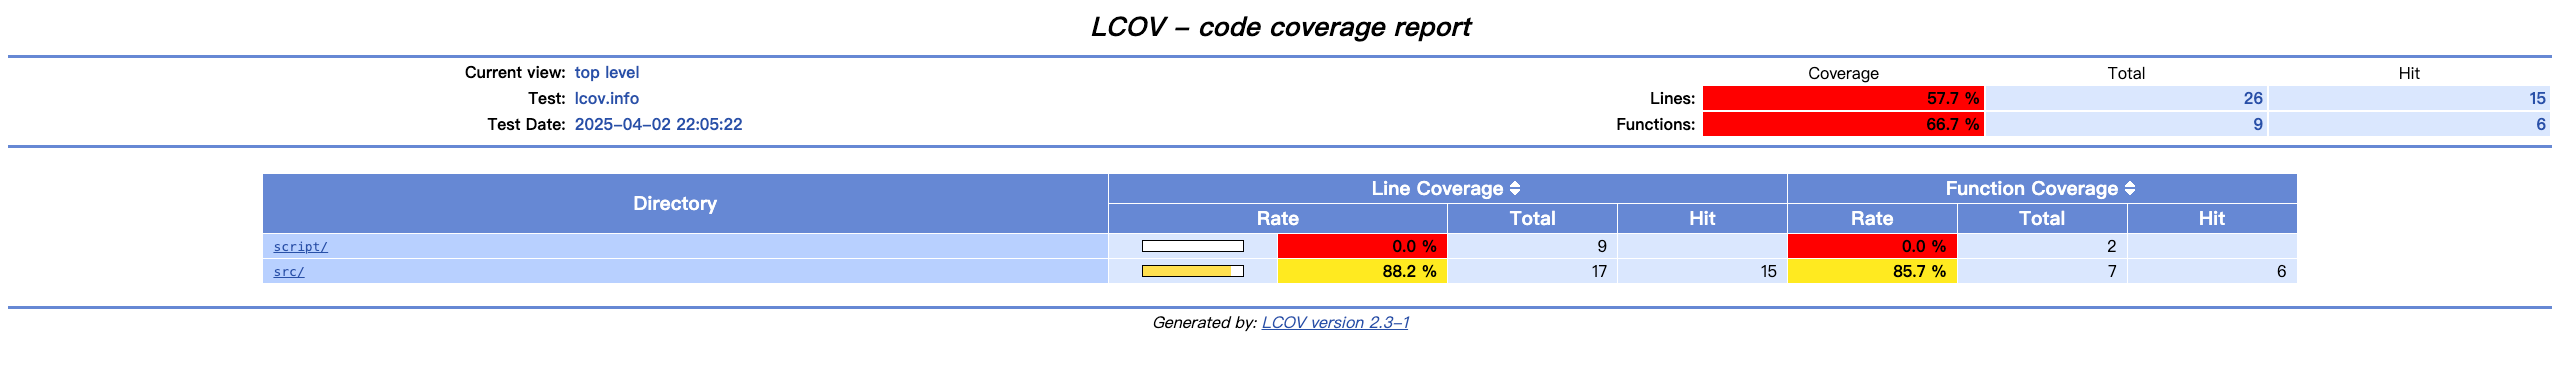 LCOV – code coverage report
Current view: top level Coverage Total Hit
Test: lcov.info Lines: 57.7 % 26 15
Test Date: 2025-04-02 22:05:22 Functions: 66.7 % 9 6
Directory Line Coverage Function Coverage
Rate Total Hit Rate Total Hit
script/ 0.0 % 9 0.0 % 2
src/ 88.2 % 17 15 85.7 % 7 6
Generated by: LCOV version 2.3-1